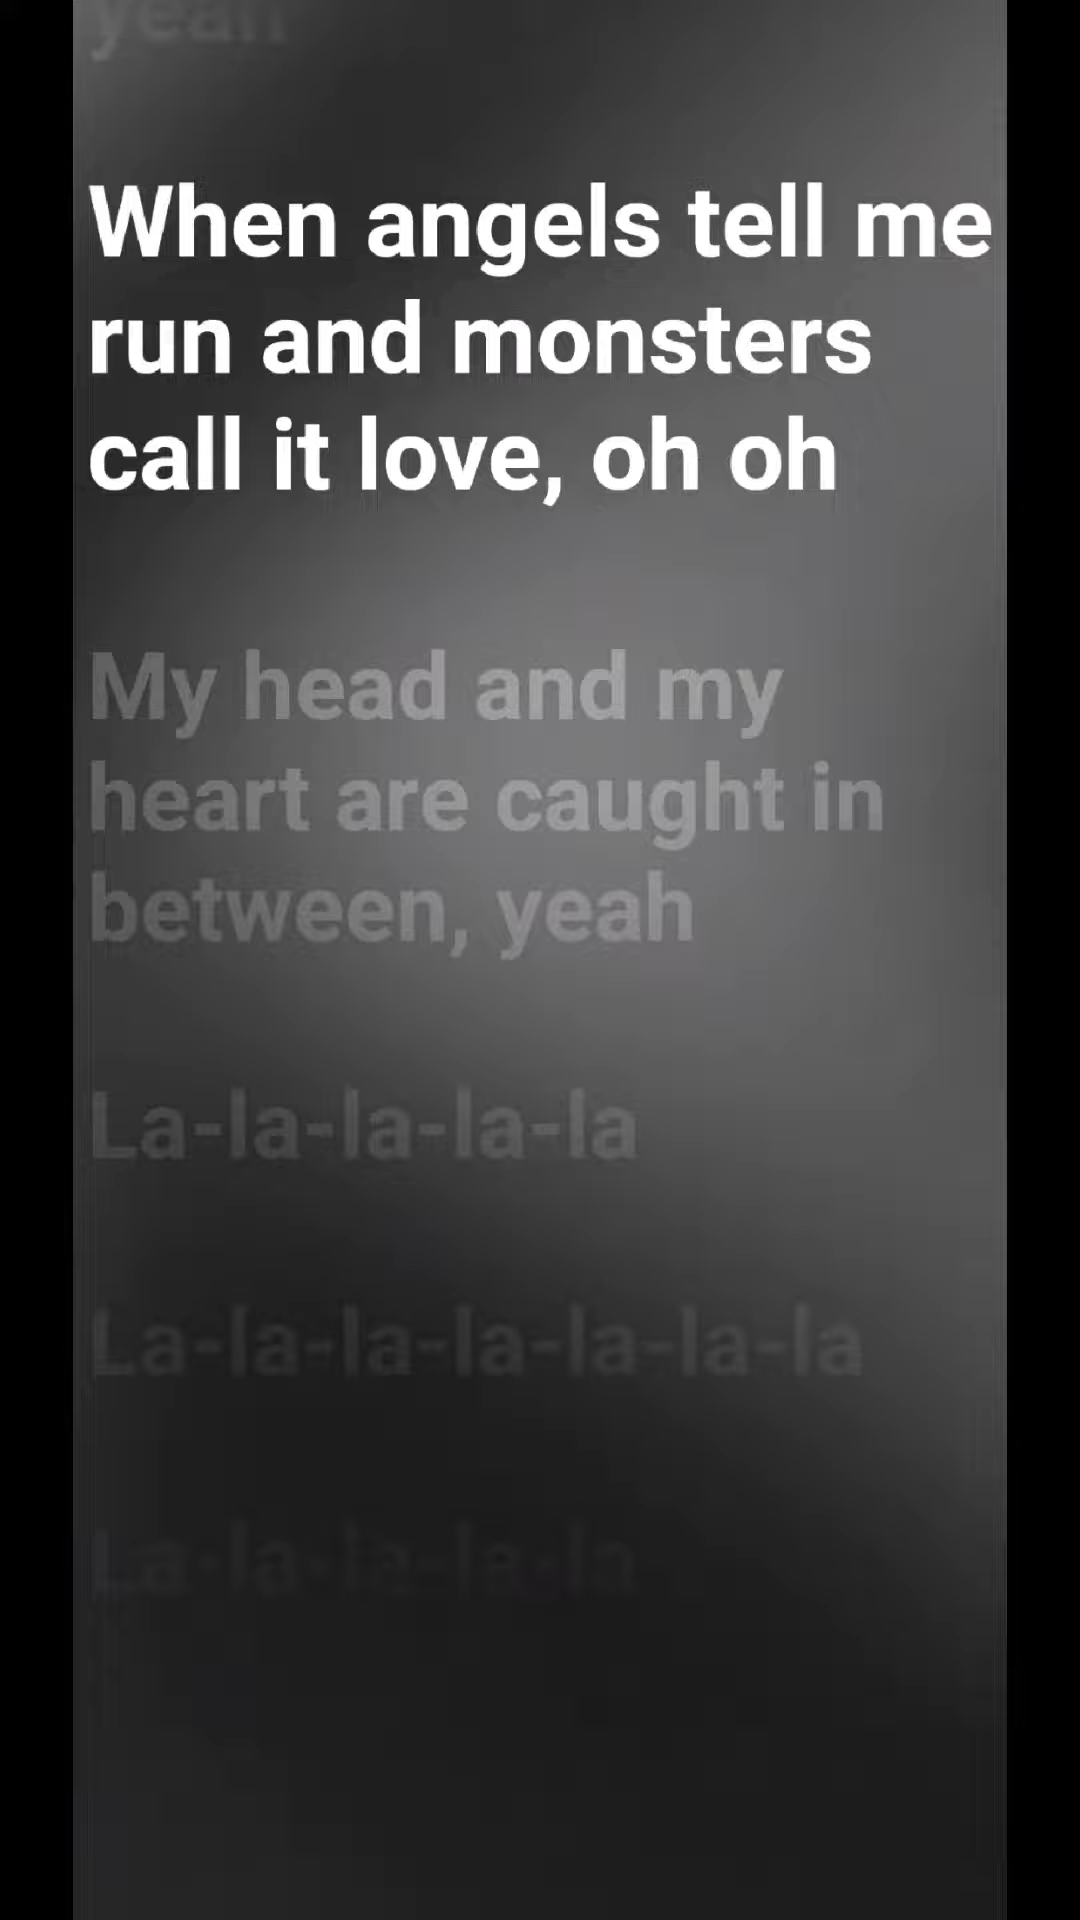 yeah
When angels tell me
run and monsters
call it love, oh oh
My head and my
heart are caught in
between, yeah
La-la-la-la-la
La-la-la-la-la-la-la
La-la-la-la-la